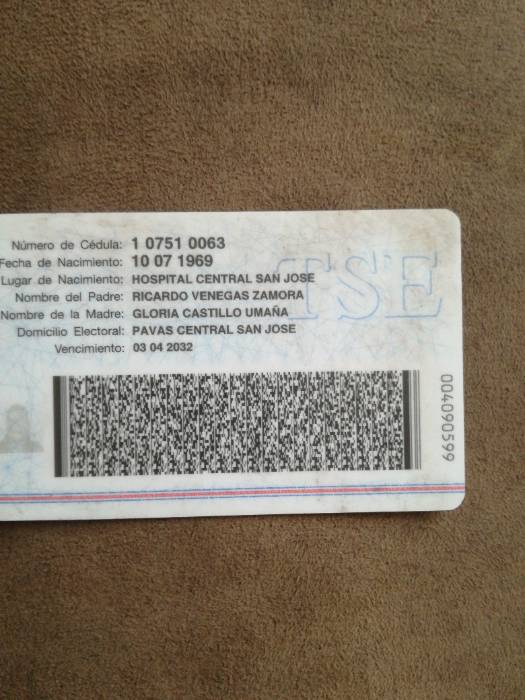 Número de Cédula: 1 0751 0063
Fecha de Nacimiento: 10 07 1969
Lugar de Nacimiento: HOSPITAL CENTRAL SAN JOSE
Nombre del Padre: RICARDO VENEGAS ZAMORA
Nombre de la Madre: GLORIA CASTILLO UMAÑA
Domicilio Electoral: PAVAS CENTRAL SAN JOSE
Vencimiento: 03 04 2032
TSE
004090599